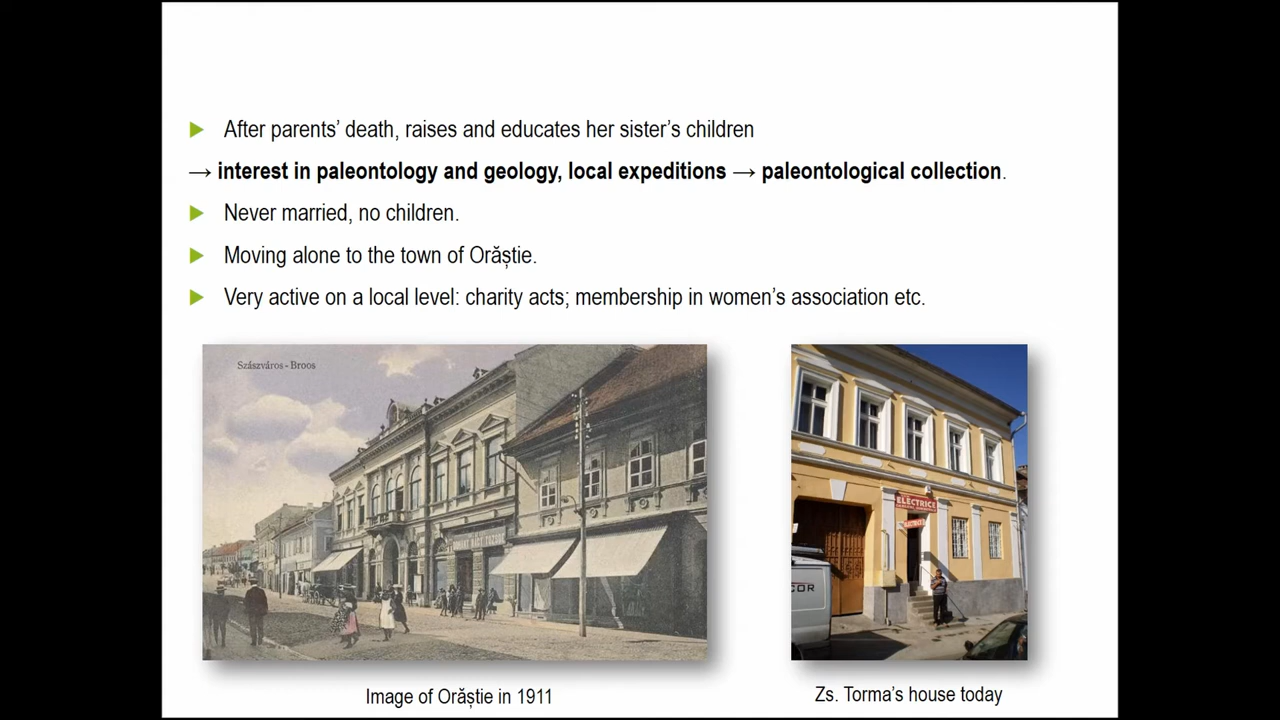 After parents’ death, raises and educates her sister’s children
→ interest in paleontology and geology, local expeditions → paleontological collection.
Never married, no children.
Moving alone to the town of Orăștie.
Very active on a local level: charity acts; membership in women’s association etc.
Szászváros - Broos
ELECTRICE
COR
Image of Orăștie in 1911
Zs. Torma’s house today